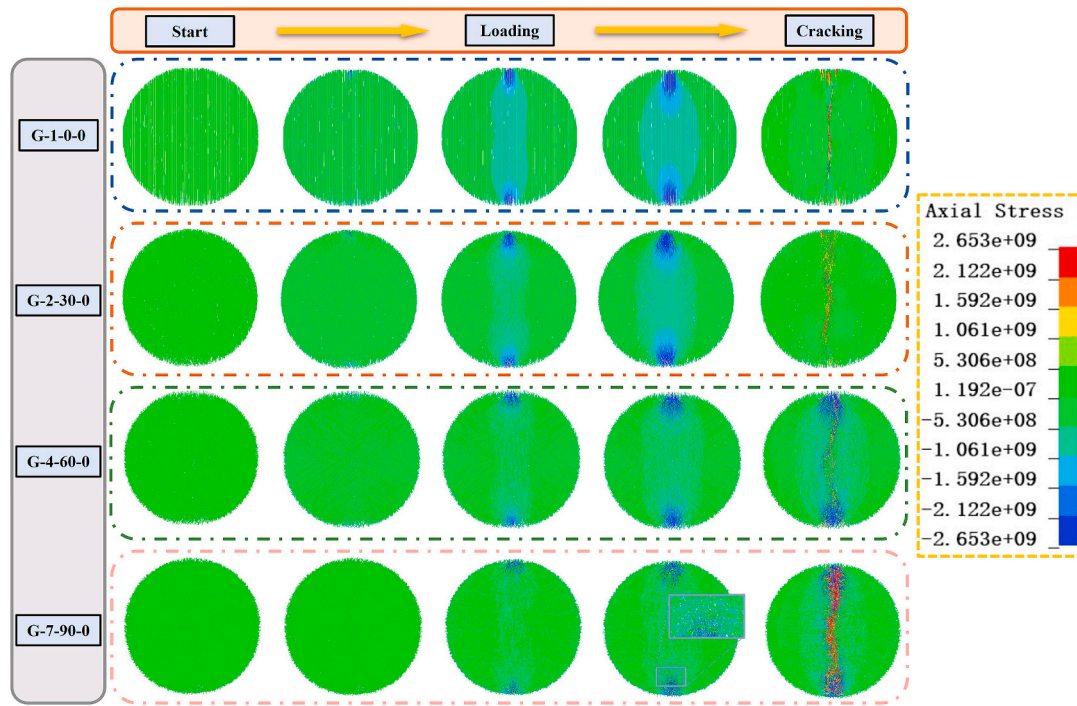 Start
Loading
Cracking
G-1-0-0
G-2-30-0
G-4-60-0
G-7-90-0
Axial Stress
2.653e+09
2.122e+09
1.592e+09
1.061e+09
5.306e+08
1.192e-07
-5.306e+08
-1.061e+09
-1.592e+09
-2.122e+09
-2.653e+09